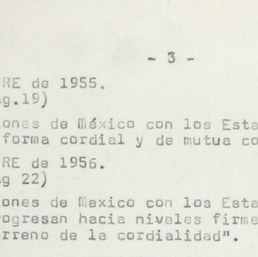 - 3 -
RE de 1955.
g.19)
ones de México con los Esta
forma cordial y de mutua co
RE de 1956.
g 22)
ones de México con los Esta
ogresan hacia niveles firme
rreno de la cordialidad".